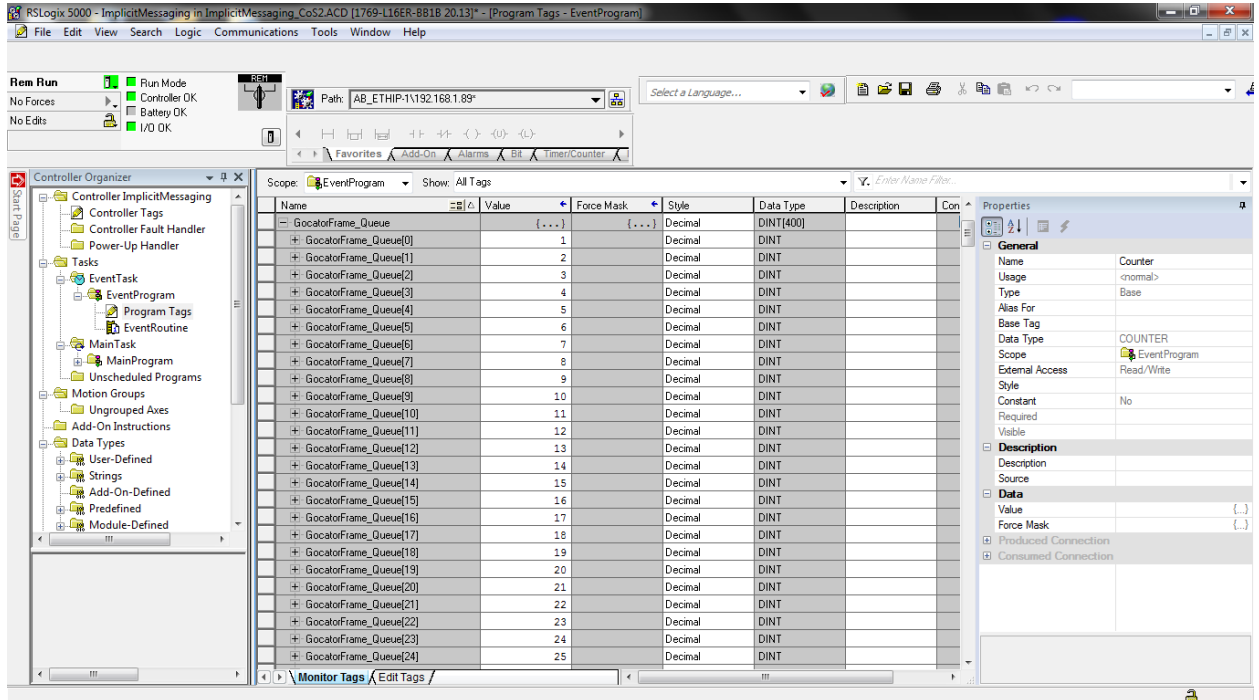 RSLogix 5000 - ImplicitMessaging in ImplicitMessaging_CoS2.ACD [1769-L16ER-BB1B 20.13]* - [Program Tags - EventProgram]
File Edit View Search Logic Communications Tools Window Help
Rem Run
No Forces
No Edits
Run Mode
Controller OK
Battery OK
I/O OK
REM
Path: AB_ETHIP-1\192.168.1.89*
Select a Language...
Favorites Add-On Alarms Bit Timer/Counter
Start Page
Controller Organizer
Controller ImplicitMessaging
Controller Tags
Controller Fault Handler
Power-Up Handler
Tasks
EventTask
EventProgram
Program Tags
EventRoutine
MainTask
MainProgram
Unscheduled Programs
Motion Groups
Ungrouped Axes
Add-On Instructions
Data Types
User-Defined
Strings
Add-On-Defined
Predefined
Module-Defined
Scope: EventProgram Show: All Tags Enter Name Filter...
Name Value Force Mask Style Data Type Description Con
GocatorFrame_Queue {...} {...} Decimal DINT[400]
GocatorFrame_Queue[0] 1 Decimal DINT
GocatorFrame_Queue[1] 2 Decimal DINT
GocatorFrame_Queue[2] 3 Decimal DINT
GocatorFrame_Queue[3] 4 Decimal DINT
GocatorFrame_Queue[4] 5 Decimal DINT
GocatorFrame_Queue[5] 6 Decimal DINT
GocatorFrame_Queue[6] 7 Decimal DINT
GocatorFrame_Queue[7] 8 Decimal DINT
GocatorFrame_Queue[8] 9 Decimal DINT
GocatorFrame_Queue[9] 10 Decimal DINT
GocatorFrame_Queue[10] 11 Decimal DINT
GocatorFrame_Queue[11] 12 Decimal DINT
GocatorFrame_Queue[12] 13 Decimal DINT
GocatorFrame_Queue[13] 14 Decimal DINT
GocatorFrame_Queue[14] 15 Decimal DINT
GocatorFrame_Queue[15] 16 Decimal DINT
GocatorFrame_Queue[16] 17 Decimal DINT
GocatorFrame_Queue[17] 18 Decimal DINT
GocatorFrame_Queue[18] 19 Decimal DINT
GocatorFrame_Queue[19] 20 Decimal DINT
GocatorFrame_Queue[20] 21 Decimal DINT
GocatorFrame_Queue[21] 22 Decimal DINT
GocatorFrame_Queue[22] 23 Decimal DINT
GocatorFrame_Queue[23] 24 Decimal DINT
GocatorFrame_Queue[24] 25 Decimal DINT
Monitor Tags Edit Tags
Properties
General
Name Counter
Usage <normal>
Type Base
Alias For
Base Tag
Data Type COUNTER
Scope EventProgram
External Access Read/Write
Style
Constant No
Required
Visible
Description
Description
Source
Data
Value {...}
Force Mask {...}
Produced Connection
Consumed Connection